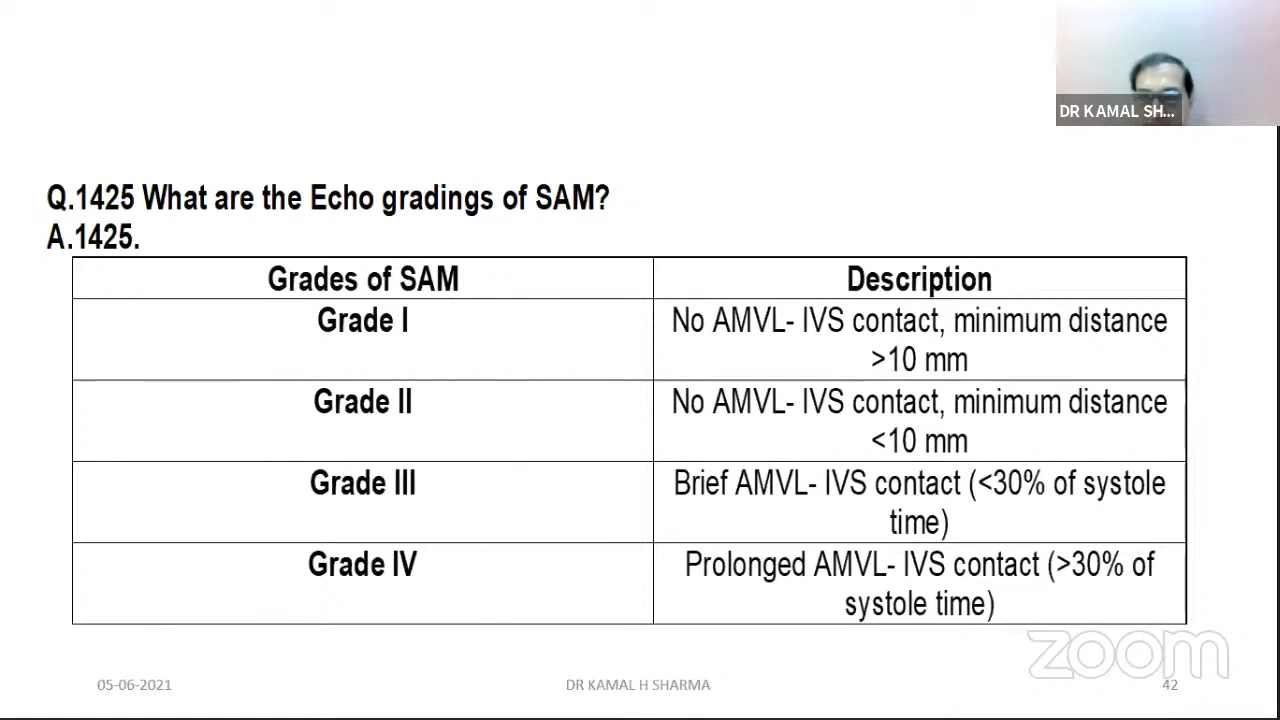 DR KAMAL SH...
Q.1425 What are the Echo gradings of SAM?
A.1425.
Grades of SAM
Description
Grade I
No AMVL- IVS contact, minimum distance
>10 mm
Grade II
No AMVL- IVS contact, minimum distance
<10 mm
Grade III
Brief AMVL- IVS contact (<30% of systole
time)
Grade IV
Prolonged AMVL- IVS contact (>30% of
systole time)
zoom
05-06-2021
DR KAMAL H SHARMA
42